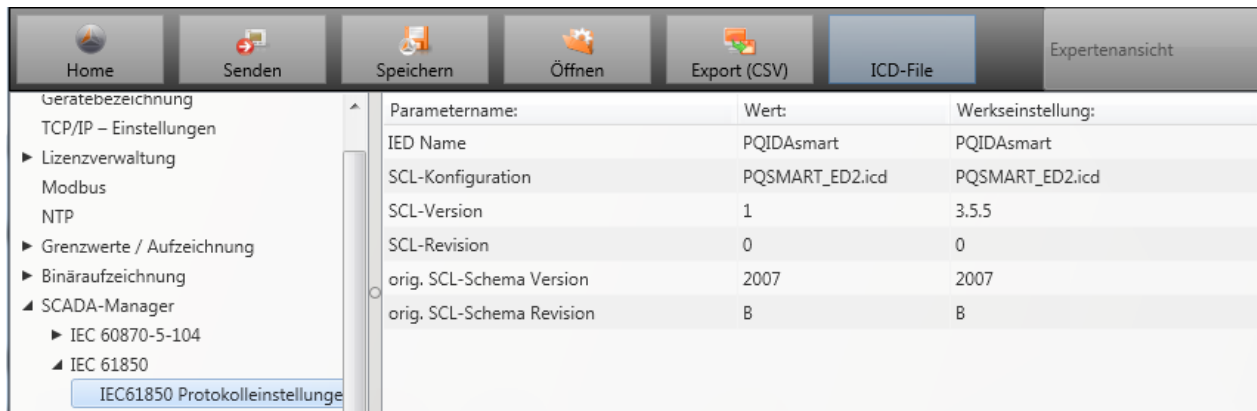 Home Senden Speichern Öffnen Export (CSV) ICD-File Expertenansicht
Gerätebezeichnung
TCP/IP – Einstellungen
Lizenzverwaltung
Modbus
NTP
Grenzwerte / Aufzeichnung
Binäraufzeichnung
SCADA-Manager
IEC 60870-5-104
IEC 61850
IEC61850 Protokolleinstellunge
Parametername: Wert: Werkseinstellung:
IED Name PQIDAsmart PQIDAsmart
SCL-Konfiguration PQSMART_ED2.icd PQSMART_ED2.icd
SCL-Version 1 3.5.5
SCL-Revision 0 0
orig. SCL-Schema Version 2007 2007
orig. SCL-Schema Revision B B